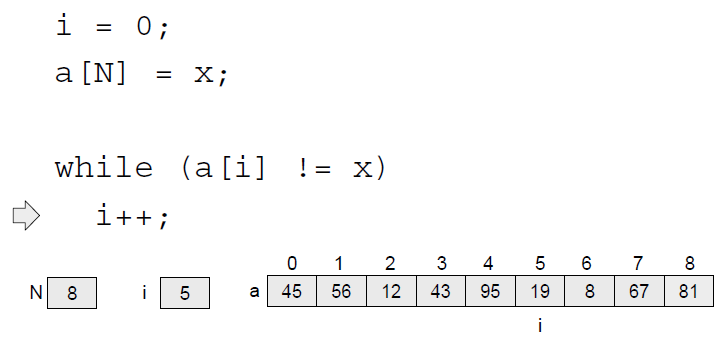 i = 0;
a[N] = x;
while (a[i] != x)
i++;
0 1 2 3 4 5 6 7 8
N 8 i 5 a 45 56 12 43 95 19 8 67 81
i